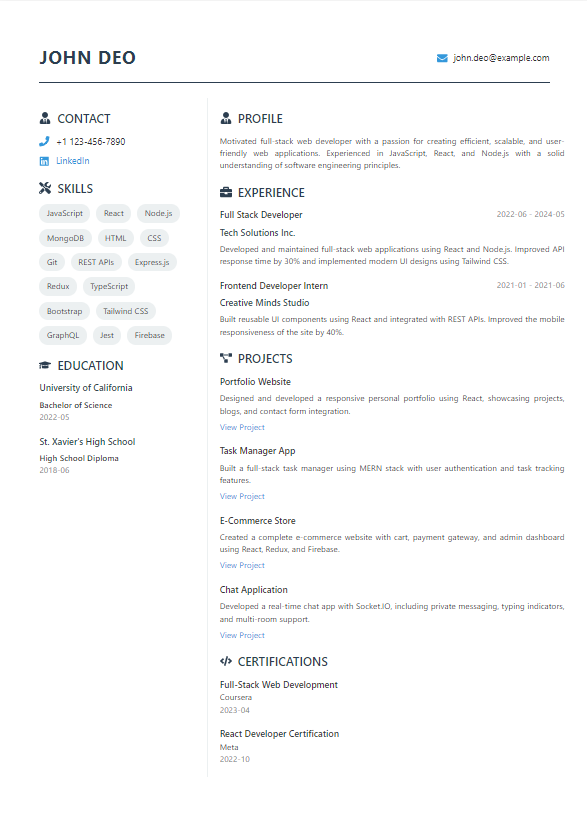 JOHN DEO
john.deo@example.com
CONTACT
+1 123-456-7890
LinkedIn
SKILLS
JavaScript React Node.js
MongoDB HTML CSS
Git REST APIs Express.js
Redux TypeScript
Bootstrap Tailwind CSS
GraphQL Jest Firebase
EDUCATION
University of California
Bachelor of Science
2022-05
St. Xavier's High School
High School Diploma
2018-06
PROFILE
Motivated full-stack web developer with a passion for creating efficient, scalable, and user-
friendly web applications. Experienced in JavaScript, React, and Node.js with a solid
understanding of software engineering principles.
EXPERIENCE
Full Stack Developer 2022-06 - 2024-05
Tech Solutions Inc.
Developed and maintained full-stack web applications using React and Node.js. Improved API
response time by 30% and implemented modern UI designs using Tailwind CSS.
Frontend Developer Intern 2021-01 - 2021-06
Creative Minds Studio
Built reusable UI components using React and integrated with REST APIs. Improved the mobile
responsiveness of the site by 40%.
PROJECTS
Portfolio Website
Designed and developed a responsive personal portfolio using React, showcasing projects,
blogs, and contact form integration.
View Project
Task Manager App
Built a full-stack task manager using MERN stack with user authentication and task tracking
features.
View Project
E-Commerce Store
Created a complete e-commerce website with cart, payment gateway, and admin dashboard
using React, Redux, and Firebase.
View Project
Chat Application
Developed a real-time chat app with Socket.IO, including private messaging, typing indicators,
and multi-room support.
View Project
CERTIFICATIONS
Full-Stack Web Development
Coursera
2023-04
React Developer Certification
Meta
2022-10